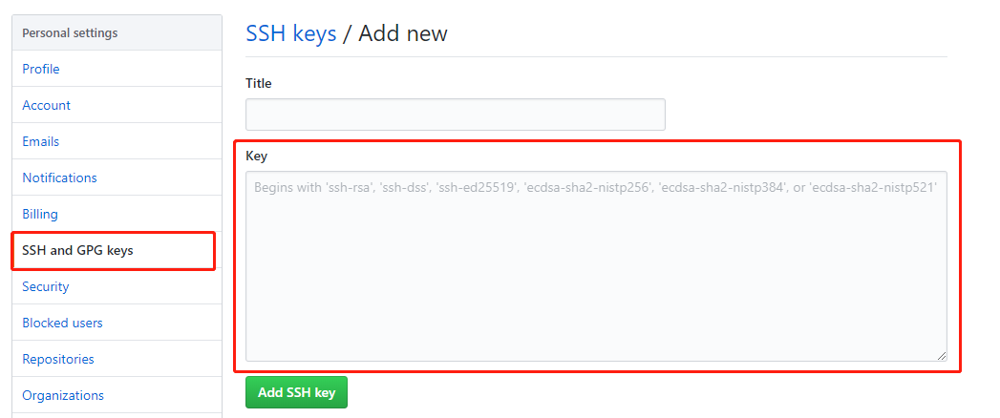 Personal settings
Profile
Account
Emails
Notifications
Billing
SSH and GPG keys
Security
Blocked users
Repositories
Organizations
SSH keys / Add new
Title
Key
Begins with 'ssh-rsa', 'ssh-dss', 'ssh-ed25519', 'ecdsa-sha2-nistp256', 'ecdsa-sha2-nistp384', or 'ecdsa-sha2-nistp521'
Add SSH key